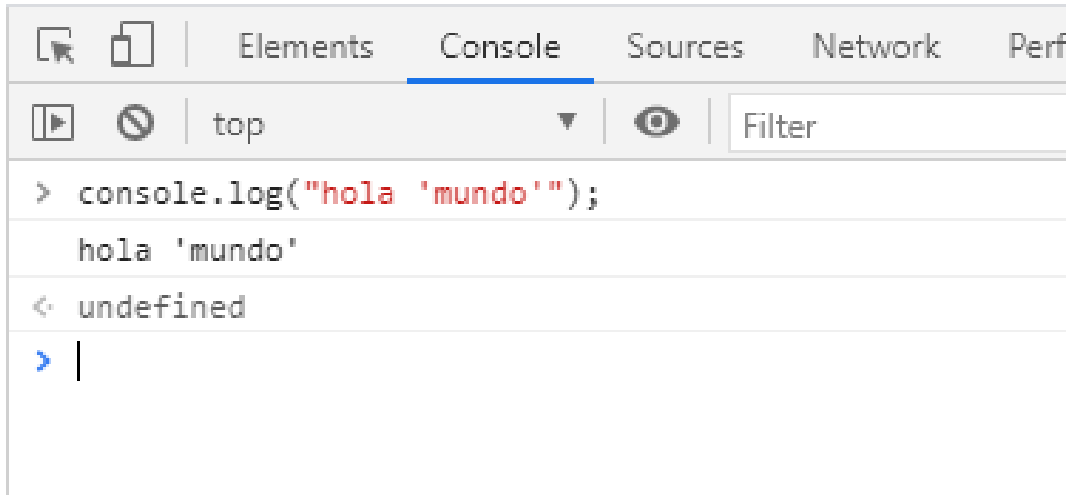 Elements Console Sources Network Perf
top ▼ Filter
> console.log("hola 'mundo'");
hola 'mundo'
<· undefined
>